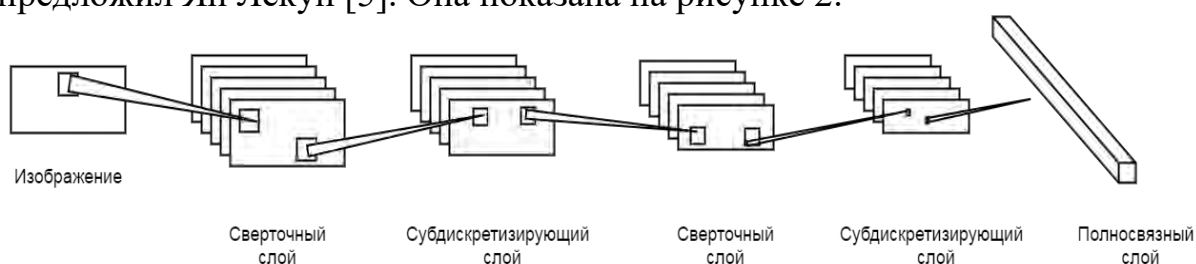 предложил Ян Лекун [5]. Она показана на рисунке 2.
Изображение
Сверточный
слой
Субдискретизирующий
слой
Сверточный
слой
Субдискретизирующий
слой
Полносвязный
слой